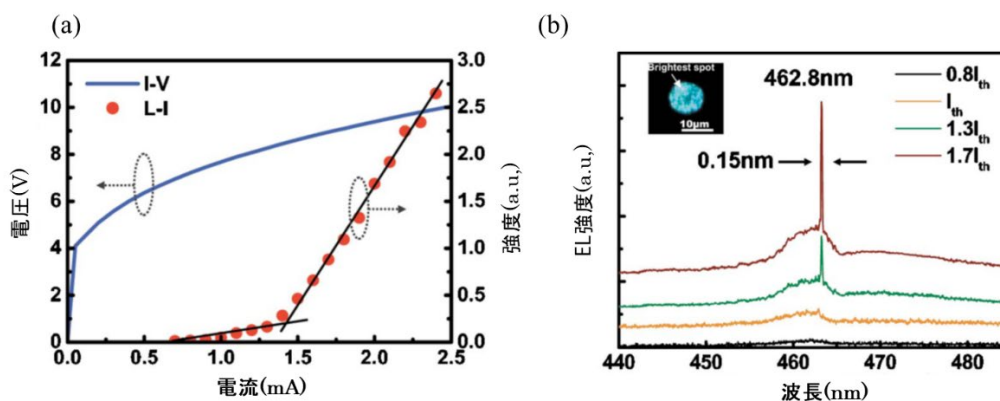 (a)
12
10
8
6
4
2
0
電圧(V)
I-V
L-I
3.0
2.5
2.0
1.5
1.0
0.5
0.0
強度(a.u,)
0.0 0.5 1.0 1.5 2.0 2.5
電流(mA)
(b)
EL強度(a.u,)
Brightest spot
10μm
462.8nm
0.15nm
0.8Ith
Ith
1.3Ith
1.7Ith
440 450 460 470 480
波長(nm)